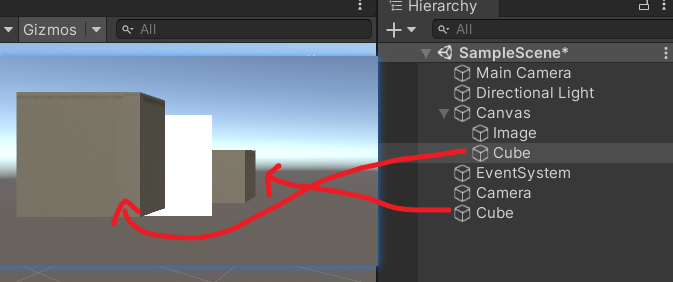 Hierarchy
Gizmos
All
All
SampleScene*
Main Camera
Directional Light
Canvas
Image
Cube
EventSystem
Camera
Cube